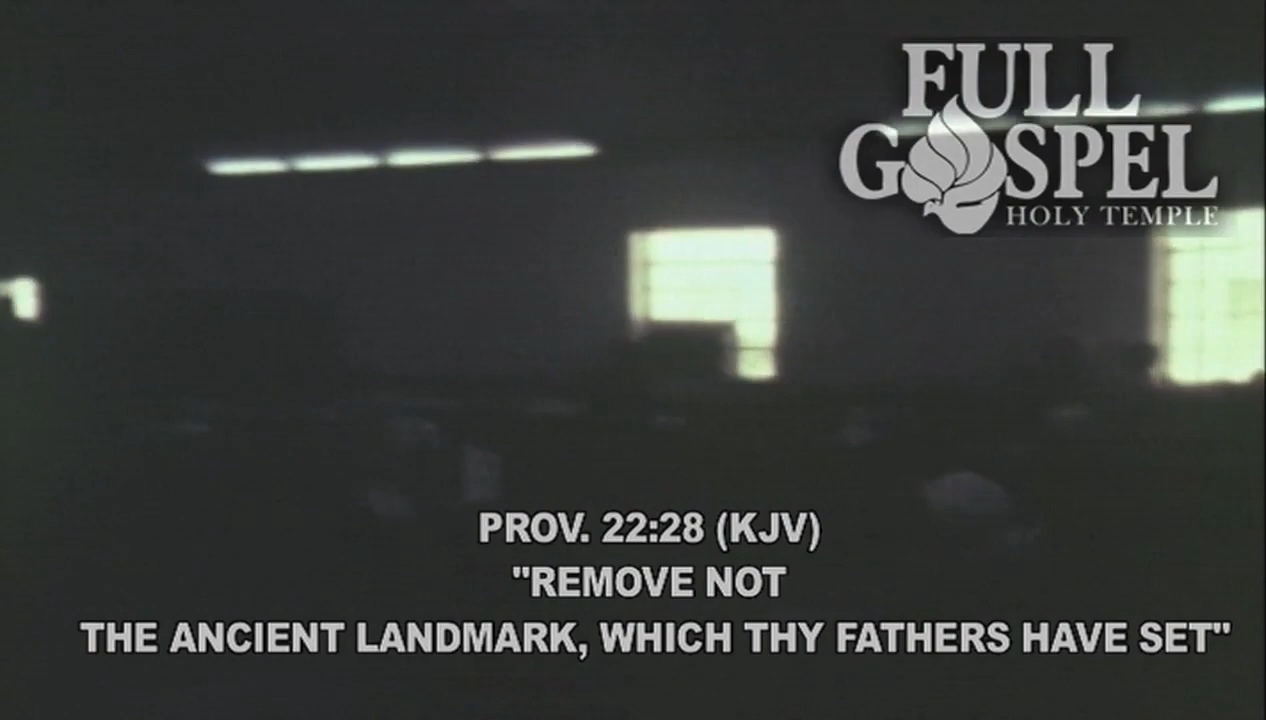 FULL
GOSPEL
HOLY TEMPLE
PROV. 22:28 (KJV)
"REMOVE NOT
THE ANCIENT LANDMARK, WHICH THY FATHERS HAVE SET"